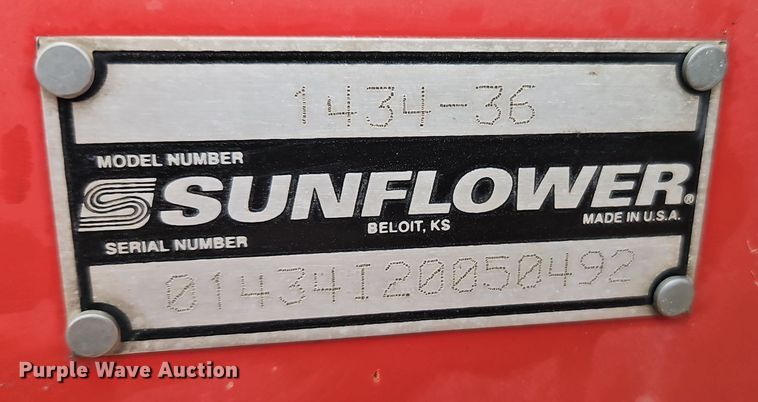 1434-36
MODEL NUMBER
SUNFLOWER®
BELOIT, KS
MADE IN U.S.A.
SERIAL NUMBER
01434I20050492
Purple Wave Auction